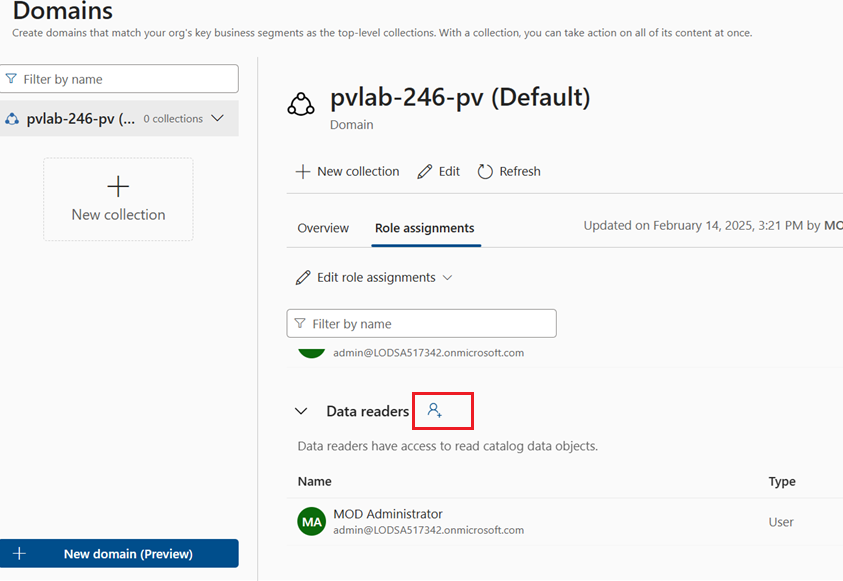 Domains
Create domains that match your org's key business segments as the top-level collections. With a collection, you can take action on all of its content at once.
Filter by name
pvlab-246-pv (... 0 collections
New collection
New domain (Preview)
pvlab-246-pv (Default)
Domain
New collection Edit Refresh
Overview Role assignments Updated on February 14, 2025, 3:21 PM by MO
Edit role assignments
Filter by name
admin@LODSA517342.onmicrosoft.com
Data readers
Data readers have access to read catalog data objects.
Name Type
MA MOD Administrator
admin@LODSA517342.onmicrosoft.com
User